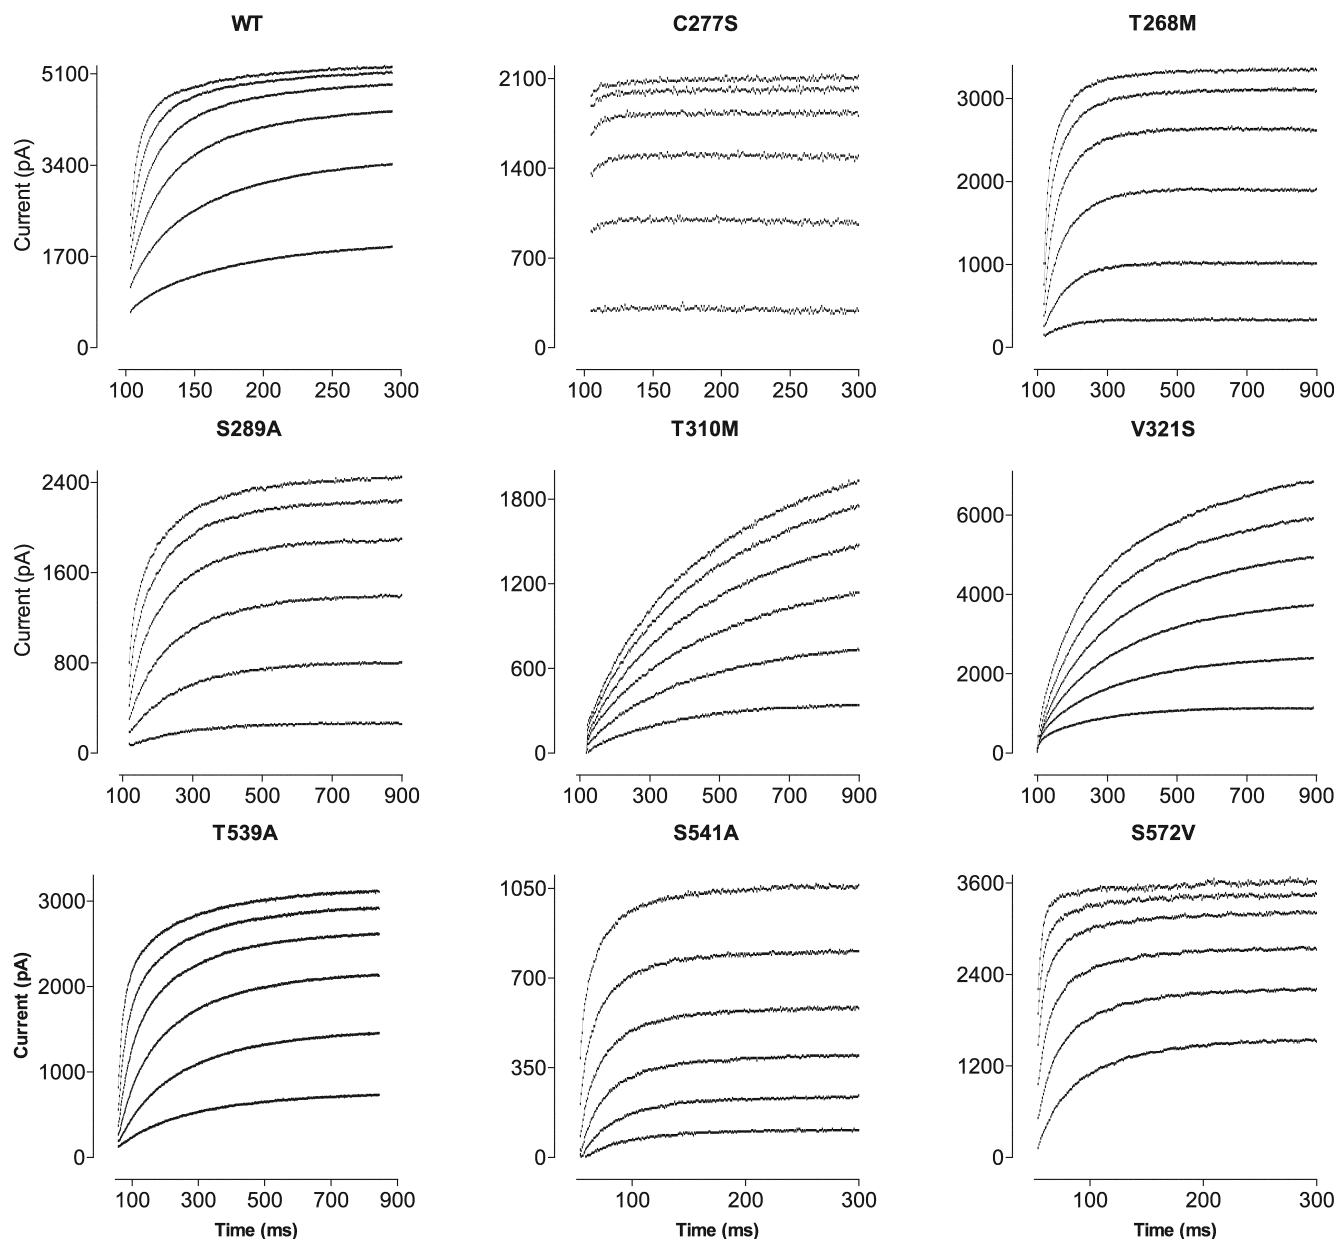 WT C277S T268M
5100 2100 3000
3400 1400 2000
1700 700 1000
0 0 0
Current (pA)
100 150 200 250 300 100 150 200 250 300 100 300 500 700 900
S289A T310M V321S
2400 1800 6000
1600 1200 4000
800 600 2000
0 0 0
Current (pA)
100 300 500 700 900 100 300 500 700 900 100 300 500 700 900
T539A S541A S572V
3000 1050 3600
2000 700 2400
1000 350 1200
0 0 0
Current (pA)
100 300 500 700 900 100 200 300 100 200 300
Time (ms) Time (ms) Time (ms)